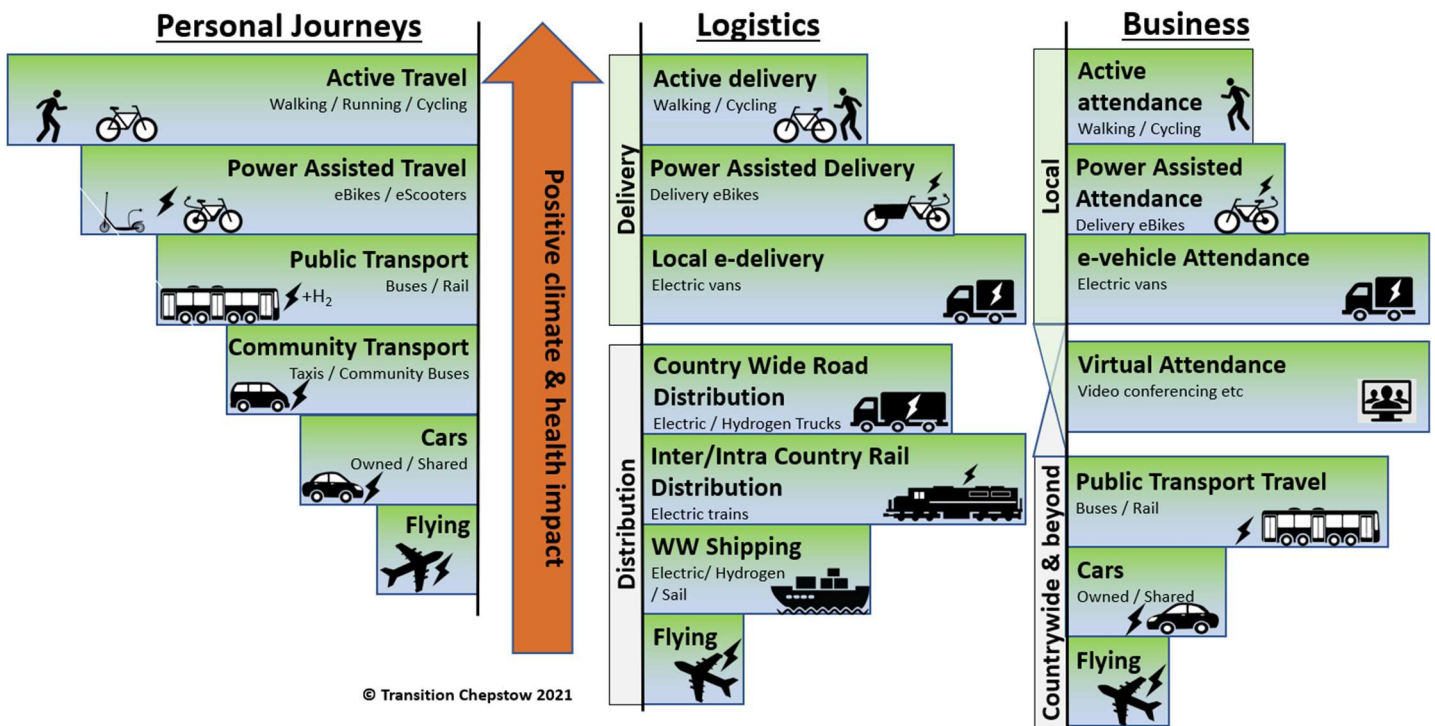 Personal Journeys
Active Travel
Walking / Running / Cycling
Power Assisted Travel
eBikes / eScooters
Public Transport
Buses / Rail
+H₂
Community Transport
Taxis / Community Buses
Cars
Owned / Shared
Flying
Positive climate & health impact
© Transition Chepstow 2021
Logistics
Delivery
Active delivery
Walking / Cycling
Power Assisted Delivery
Delivery eBikes
Local e-delivery
Electric vans
Distribution
Country Wide Road
Distribution
Electric / Hydrogen Trucks
Inter/Intra Country Rail
Distribution
Electric trains
WW Shipping
Electric/ Hydrogen
/ Sail
Flying
Business
Local
Active
attendance
Walking / Cycling
Power Assisted
Attendance
Delivery eBikes
e-vehicle Attendance
Electric vans
Virtual Attendance
Video conferencing etc
Countrywide & beyond
Public Transport Travel
Buses / Rail
Cars
Owned / Shared
Flying